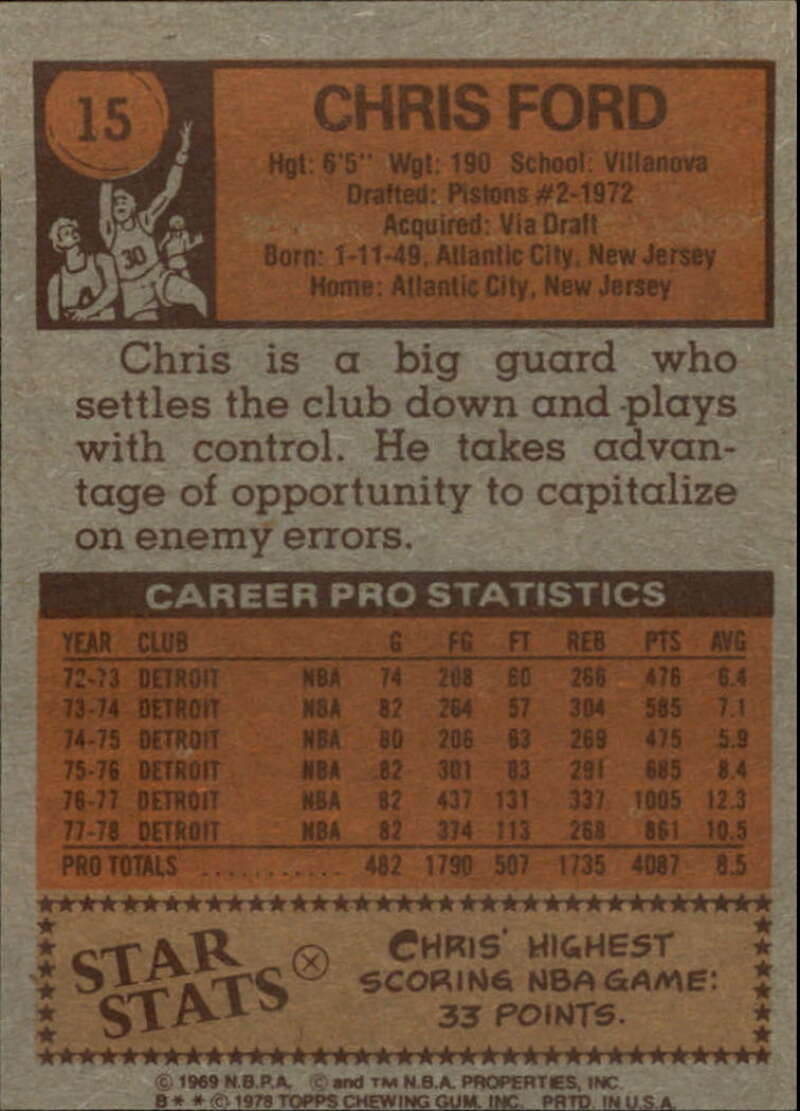 15
CHRIS FORD
Hgt: 6'5" Wgt: 190 School: Villanova
Drafted: Pistons #2-1972
Acquired: Via Draft
Born: 1-11-49, Atlantic City, New Jersey
Home: Atlantic City, New Jersey
30
Chris is a big guard who
settles the club down and plays
with control. He takes advan-
tage of opportunity to capitalize
on enemy errors.
CAREER PRO STATISTICS
YEAR CLUB G FG FT REB PTS AVG
72-73 DETROIT NBA 74 208 60 266 476 6.4
73-74 DETROIT NBA 82 264 57 304 585 7.1
74-75 DETROIT NBA 80 206 63 269 475 5.9
75-76 DETROIT NBA 82 301 83 291 685 8.4
76-77 DETROIT NBA 82 437 131 337 1005 12.3
77-78 DETROIT NBA 82 374 113 268 861 10.5
PRO TOTALS ............ 482 1790 507 1735 4087 8.5
STAR
STATS
CHRIS' HIGHEST
SCORING NBA GAME:
33 POINTS.
© 1969 N.B.P.A. © and TM N.B.A. PROPERTIES, INC.
B * * © 1978 TOPPS CHEWING GUM, INC. PRTD. IN U.S.A.